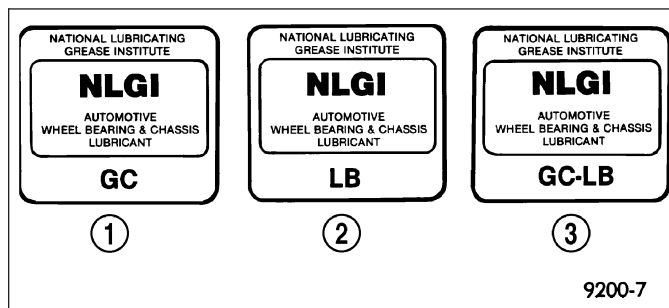 NATIONAL LUBRICATING
GREASE INSTITUTE
NLGI
AUTOMOTIVE
WHEEL BEARING & CHASSIS
LUBRICANT
GC
1
NATIONAL LUBRICATING
GREASE INSTITUTE
NLGI
AUTOMOTIVE
WHEEL BEARING & CHASSIS
LUBRICANT
LB
2
NATIONAL LUBRICATING
GREASE INSTITUTE
NLGI
AUTOMOTIVE
WHEEL BEARING & CHASSIS
LUBRICANT
GC-LB
3
9200-7